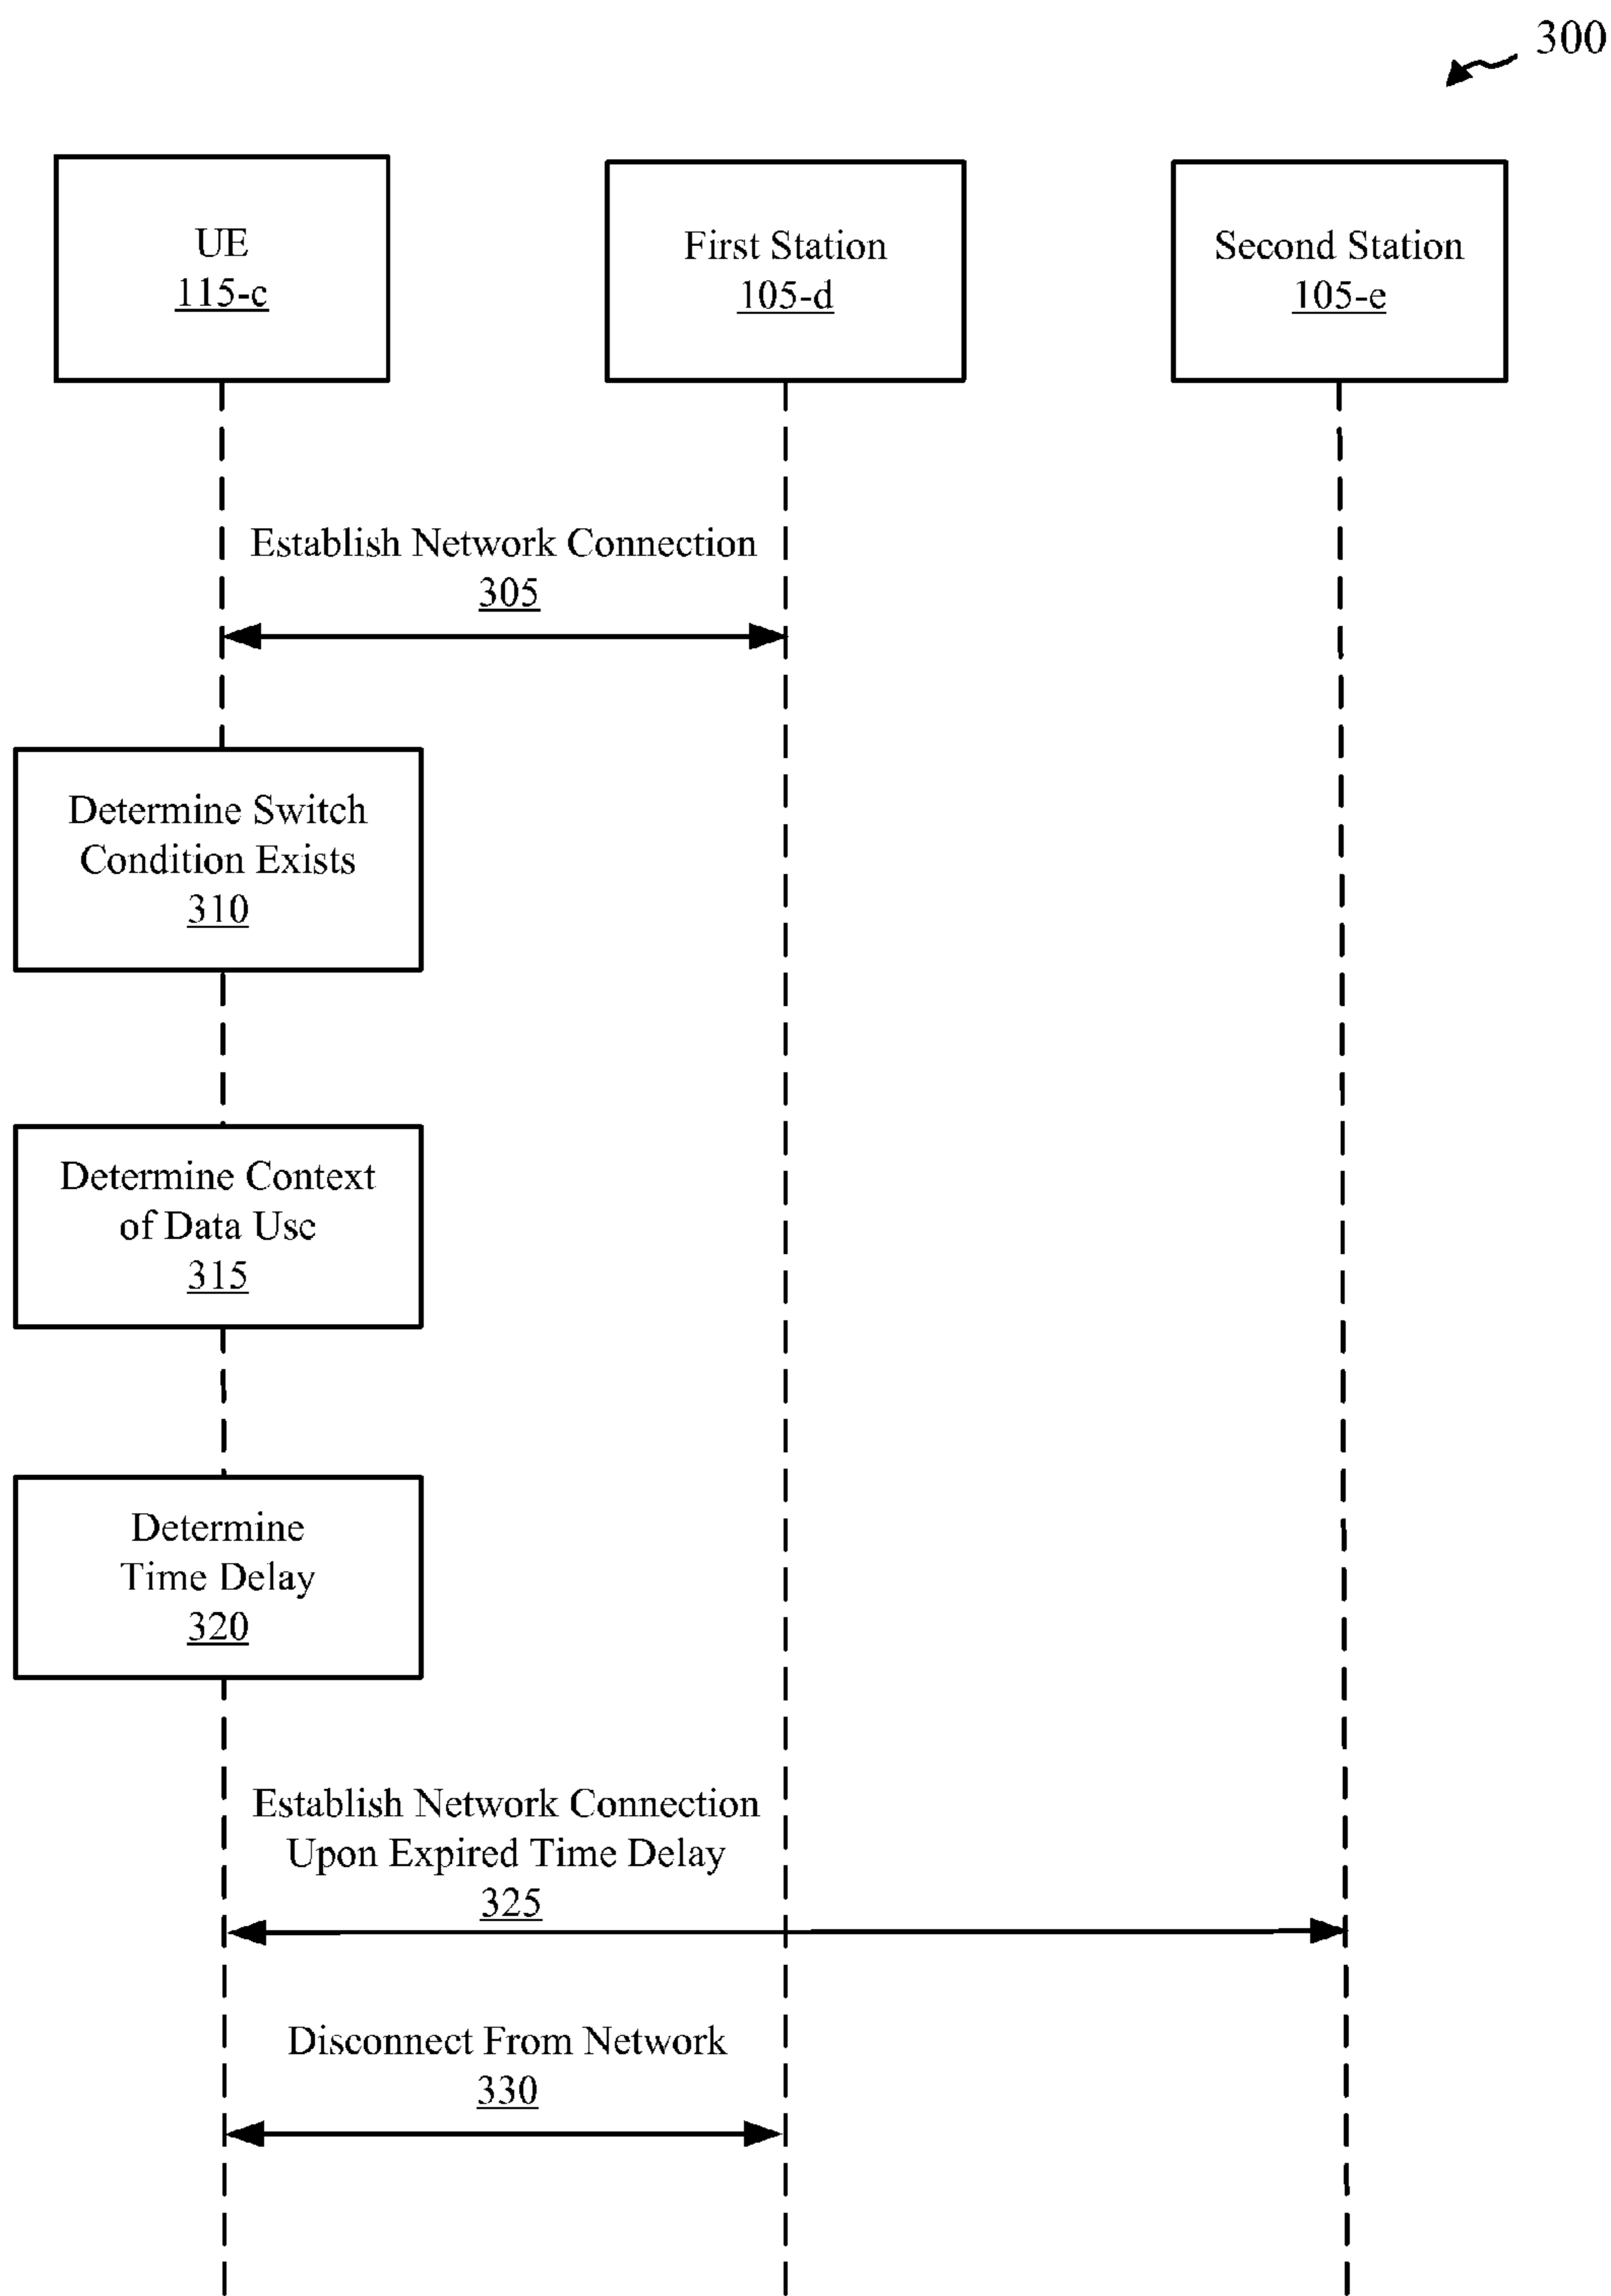 300
UE
115-c
First Station
105-d
Second Station
105-e
Establish Network Connection
305
Determine Switch
Condition Exists
310
Determine Context
of Data Use
315
Determine
Time Delay
320
Establish Network Connection
Upon Expired Time Delay
325
Disconnect From Network
330